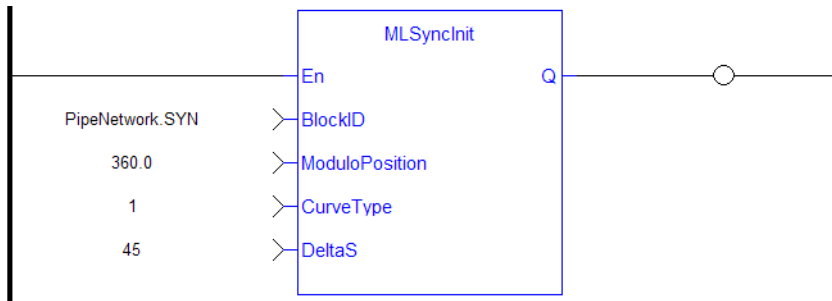 MLSyncInit
En Q
PipeNetwork.SYN BlockID
360.0 ModuloPosition
1 CurveType
45 DeltaS